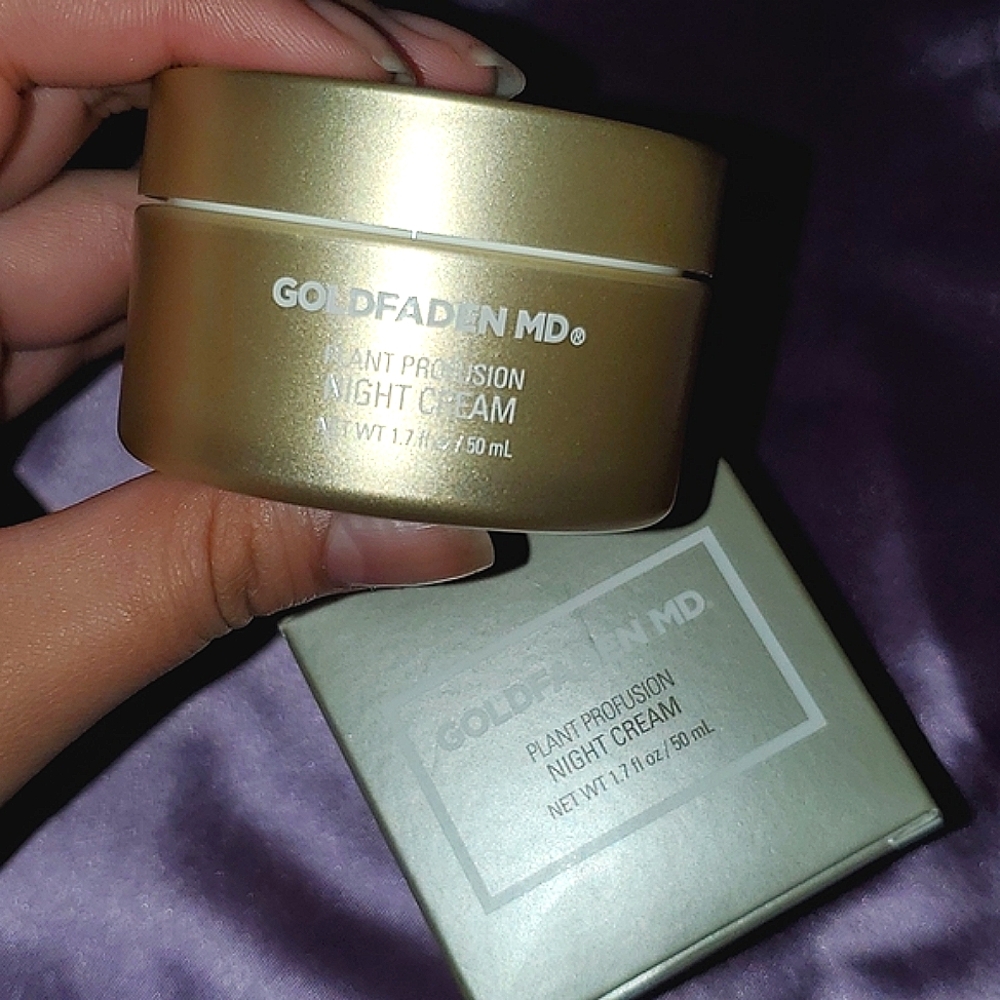 GOLDFADEN MD®
PLANT PROFUSION
NIGHT CREAM
NET WT 1.7 fl oz / 50 mL
GOLDFADEN MD®
PLANT PROFUSION
NIGHT CREAM
NET WT 1.7 fl oz / 50 mL